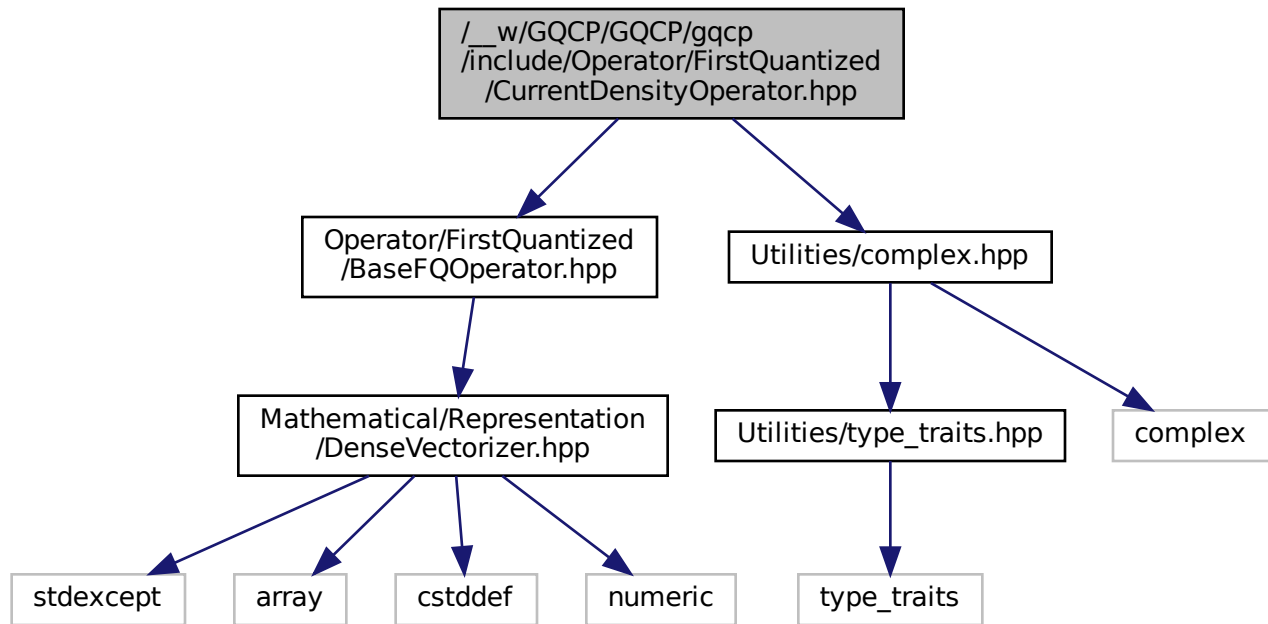 /__w/GQCP/GQCP/gqcp
/include/Operator/FirstQuantized
/CurrentDensityOperator.hpp
Operator/FirstQuantized
/BaseFQOperator.hpp
Utilities/complex.hpp
Mathematical/Representation
/DenseVectorizer.hpp
Utilities/type_traits.hpp
complex
stdexcept
array
cstddef
numeric
type_traits